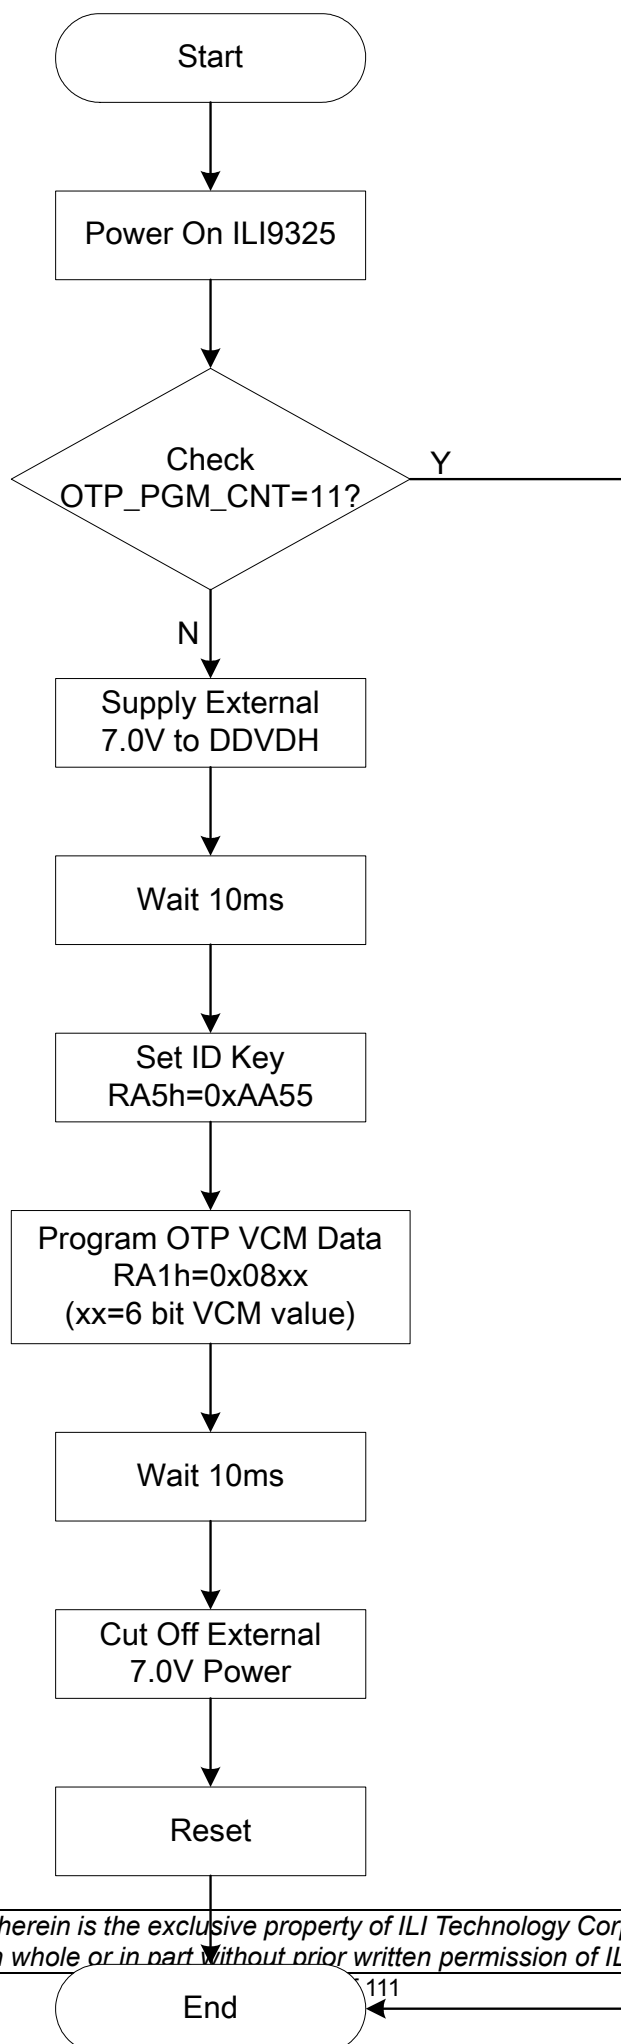 Start
Power On ILI9325
Check
OTP_PGM_CNT=11?
Y
N
Supply External
7.0V to DDVDH
Wait 10ms
Set ID Key
RA5h=0xAA55
Program OTP VCM Data
RA1h=0x08xx
(xx=6 bit VCM value)
Wait 10ms
Cut Off External
7.0V Power
Reset
herein is the exclusive property of ILI Technology Corp
whole or in part without prior written permission of IL
111
End